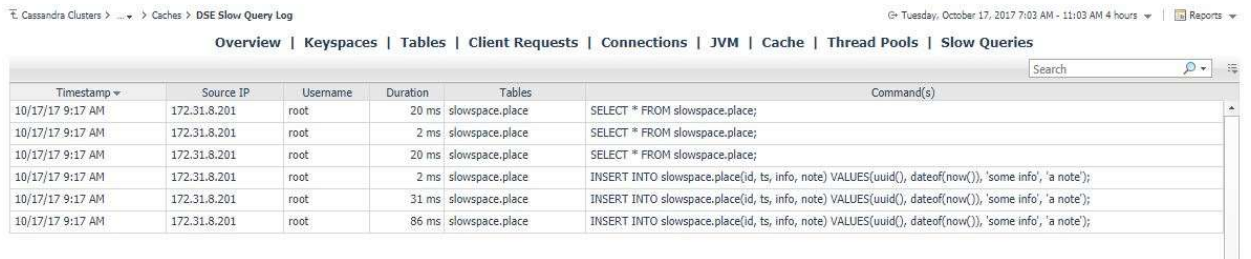 Cassandra Clusters > ... > Caches > DSE Slow Query Log
Tuesday, October 17, 2017 7:03 AM - 11:03 AM 4 hours | Reports
Overview | Keyspaces | Tables | Client Requests | Connections | JVM | Cache | Thread Pools | Slow Queries
Search
Timestamp Source IP Username Duration Tables Command(s)
10/17/17 9:17 AM 172.31.8.201 root 20 ms slowspace.place SELECT * FROM slowspace.place;
10/17/17 9:17 AM 172.31.8.201 root 2 ms slowspace.place SELECT * FROM slowspace.place;
10/17/17 9:17 AM 172.31.8.201 root 20 ms slowspace.place SELECT * FROM slowspace.place;
10/17/17 9:17 AM 172.31.8.201 root 2 ms slowspace.place INSERT INTO slowspace.place(id, ts, info, note) VALUES(uuid(), dateof(now()), 'some info', 'a note');
10/17/17 9:17 AM 172.31.8.201 root 31 ms slowspace.place INSERT INTO slowspace.place(id, ts, info, note) VALUES(uuid(), dateof(now()), 'some info', 'a note');
10/17/17 9:17 AM 172.31.8.201 root 86 ms slowspace.place INSERT INTO slowspace.place(id, ts, info, note) VALUES(uuid(), dateof(now()), 'some info', 'a note');